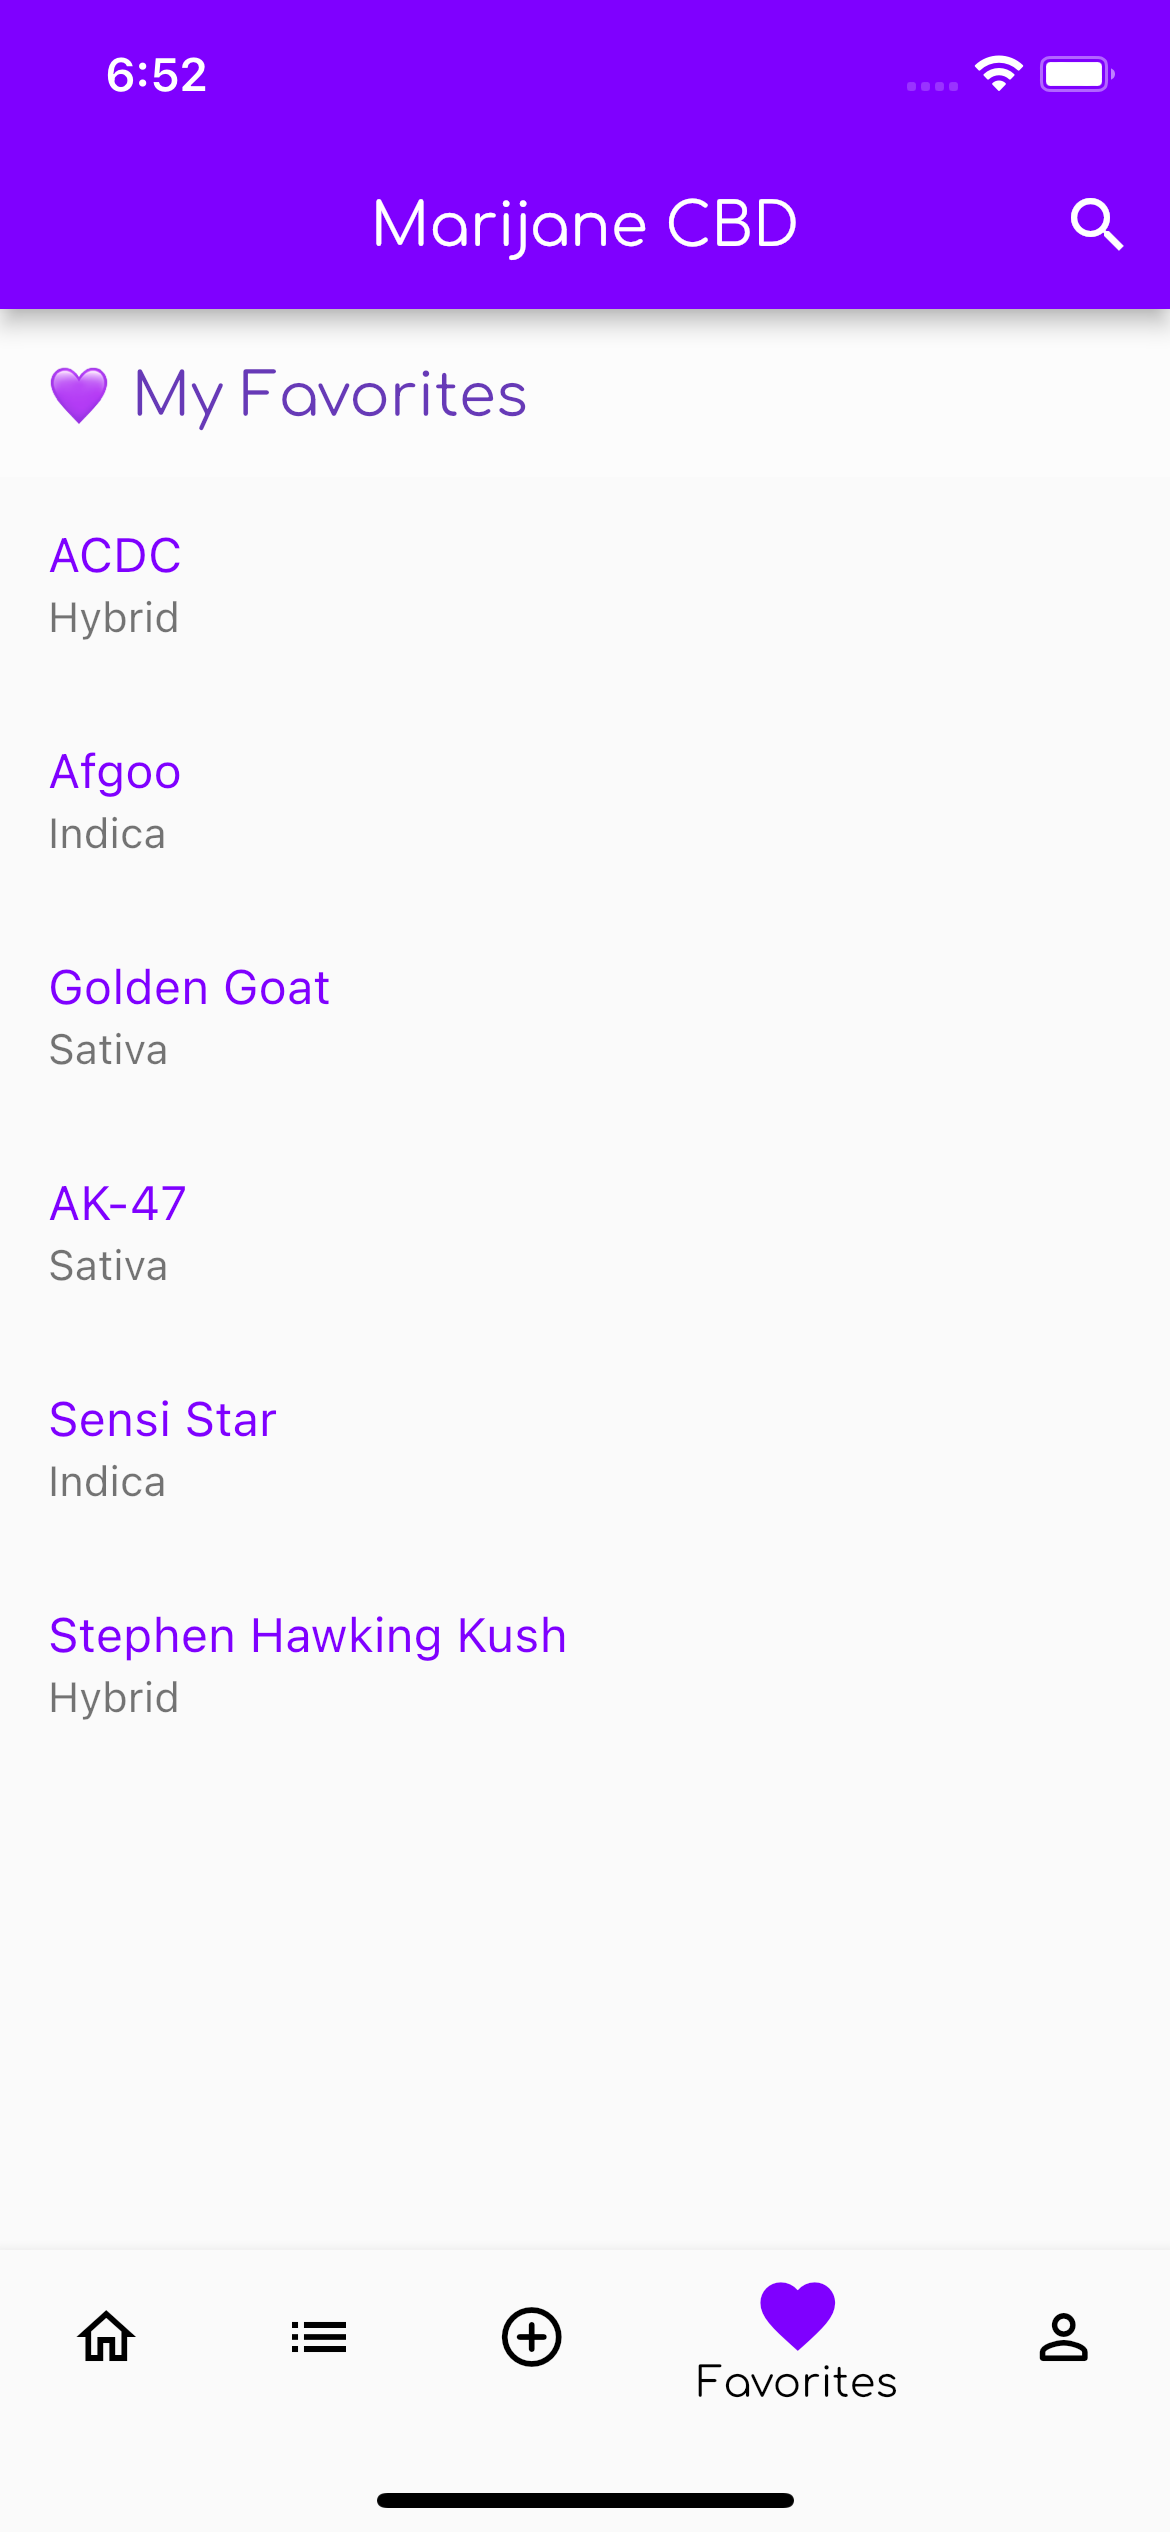 6:52
Marijane CBD
💜 My Favorites
ACDC
Hybrid
Afgoo
Indica
Golden Goat
Sativa
AK-47
Sativa
Sensi Star
Indica
Stephen Hawking Kush
Hybrid
Favorites